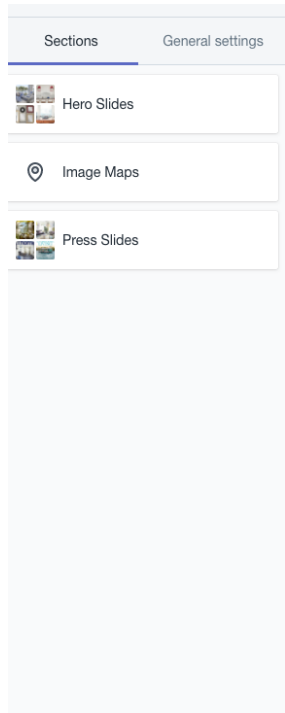 Sections
General settings
Hero Slides
Image Maps
Press Slides